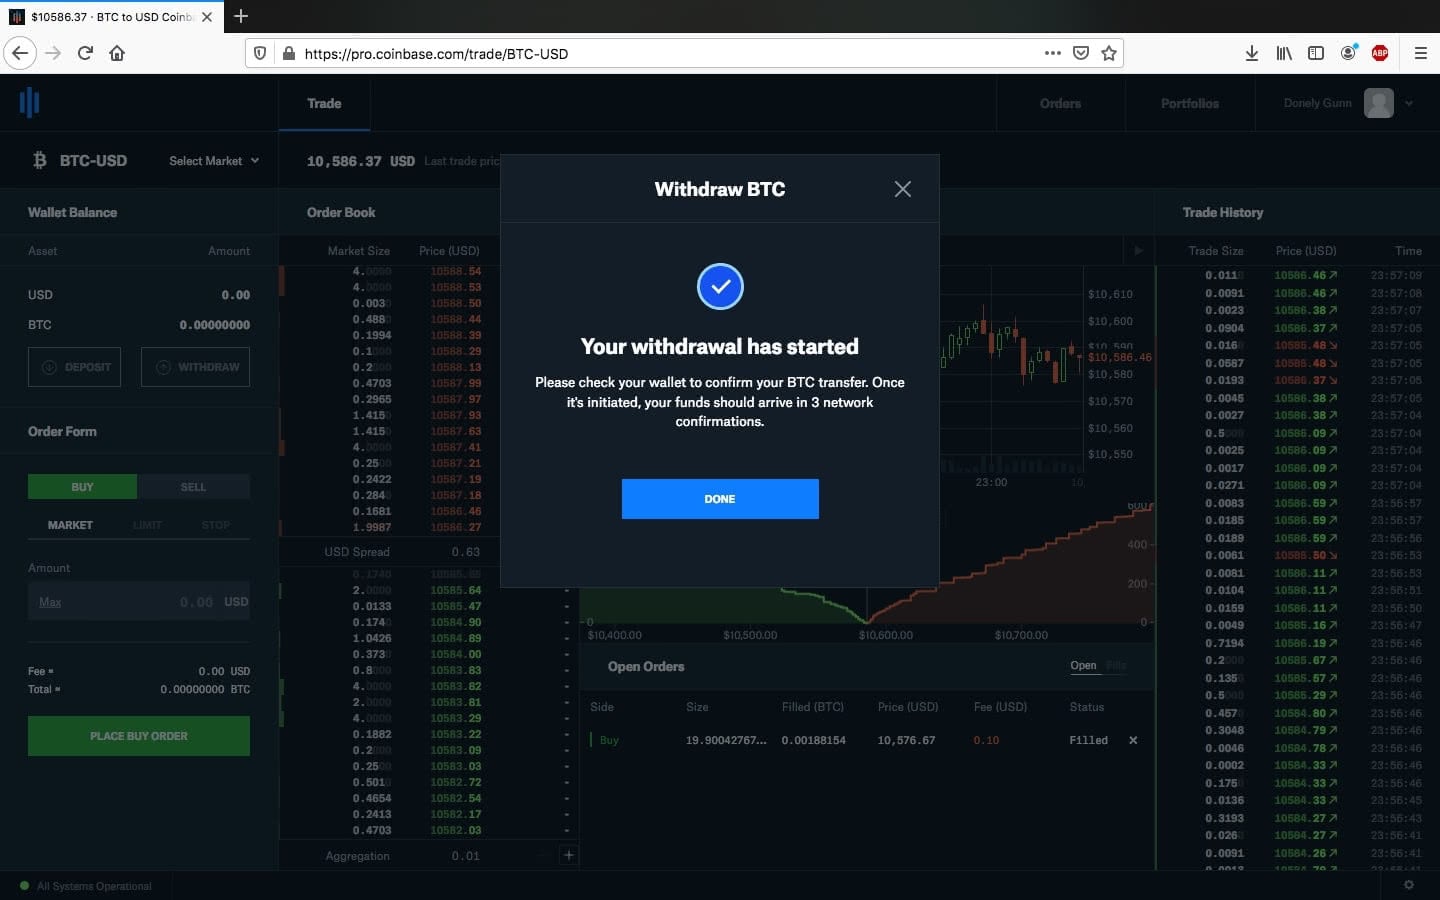 $10586.37 · BTC to USD Coinb
https://pro.coinbase.com/trade/BTC-USD
ABP
Trade
Orders
Portfolios
Donely Gunn
BTC-USD
Select Market
10,586.37 USD
Last trade pric
Withdraw BTC
Your withdrawal has started
Please check your wallet to confirm your BTC transfer. Once
it's initiated, your funds should arrive in 3 network
confirmations.
DONE
Wallet Balance
Asset Amount
USD 0.00
BTC 0.00000000
DEPOSIT
WITHDRAW
Order Form
BUY
SELL
MARKET
LIMIT
STOP
Amount
Max 0.00 USD
Fee ≈ 0.00 USD
Total ≈ 0.00000000 BTC
PLACE BUY ORDER
All Systems Operational
Order Book
Market Size Price (USD)
4.0000 10588.54
4.0000 10588.53
0.0030 10588.50
0.4880 10588.44
0.1994 10588.39
0.1000 10588.29
0.2000 10588.13
0.4703 10587.99
0.2965 10587.97
1.4150 10587.93
1.4150 10587.63
4.0000 10587.41
0.2500 10587.21
0.2422 10587.19
0.2840 10587.18
0.1681 10586.46
1.9987 10586.27
USD Spread 0.63
2.0000 10585.64 -
0.0133 10585.47 -
0.1740 10584.90 -
1.0426 10584.89 -
0.3730 10584.00 -
0.8000 10583.83 -
4.0000 10583.82 -
2.0000 10583.81 -
4.0000 10583.29 -
0.1882 10583.22 -
0.2000 10583.09 -
0.2500 10583.03 -
0.5010 10582.72 -
0.4654 10582.54 -
0.2413 10582.17 -
0.4703 10582.03 -
Aggregation 0.01
$10,610
$10,600
$10,590
$10,586.46
$10,580
$10,570
$10,560
$10,550
23:00
10
600
400
200
0
0
$10,400.00
$10,500.00
$10,600.00
$10,700.00
Open Orders
Open Fills
Side Size Filled (BTC) Price (USD) Fee (USD) Status
Buy 19.90042767... 0.00188154 10,576.67 0.10 Filled
Trade History
Trade Size Price (USD) Time
0.0110 10586.46↗ 23:57:09
0.0091 10586.46↗ 23:57:08
0.0023 10586.38↗ 23:57:07
0.0904 10586.37↗ 23:57:05
0.0160 10585.48↘ 23:57:05
0.0587 10586.48↘ 23:57:05
0.0193 10586.37↘ 23:57:05
0.0045 10586.38↗ 23:57:05
0.0027 10586.38↗ 23:57:04
0.5000 10586.09↗ 23:57:04
0.0025 10586.09↗ 23:57:04
0.0017 10586.09↗ 23:57:04
0.0271 10586.09↗ 23:57:04
0.0083 10586.59↗ 23:56:57
0.0185 10586.59↗ 23:56:57
0.0189 10586.59↗ 23:56:56
0.0061 10585.50↘ 23:56:53
0.0081 10586.11↗ 23:56:53
0.0104 10586.11↗ 23:56:51
0.0159 10586.11↗ 23:56:50
0.0049 10585.16↗ 23:56:47
0.7194 10586.19↗ 23:56:46
0.2000 10585.67↗ 23:56:46
0.1350 10585.57↗ 23:56:46
0.5000 10585.29↗ 23:56:46
0.4570 10584.80↗ 23:56:46
0.3048 10584.79↗ 23:56:46
0.0046 10584.78↗ 23:56:46
0.0002 10584.33↗ 23:56:46
0.1750 10584.33↗ 23:56:46
0.0136 10584.33↗ 23:56:45
0.3193 10584.27↗ 23:56:43
0.0260 10584.27↗ 23:56:41
0.0091 10584.26↗ 23:56:41